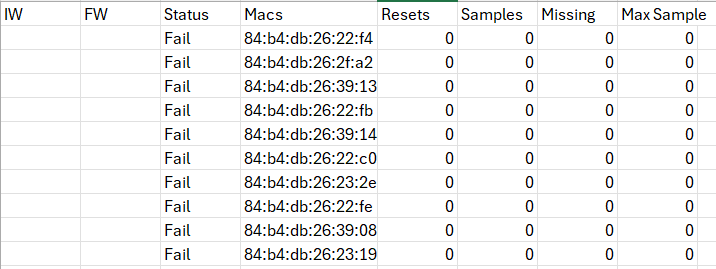 IW FW Status Macs Resets Samples Missing Max Sample
Fail 84:b4:db:26:22:f4 0 0 0 0
Fail 84:b4:db:26:2f:a2 0 0 0 0
Fail 84:b4:db:26:39:13 0 0 0 0
Fail 84:b4:db:26:22:fb 0 0 0 0
Fail 84:b4:db:26:39:14 0 0 0 0
Fail 84:b4:db:26:22:c0 0 0 0 0
Fail 84:b4:db:26:23:2e 0 0 0 0
Fail 84:b4:db:26:22:fe 0 0 0 0
Fail 84:b4:db:26:39:08 0 0 0 0
Fail 84:b4:db:26:23:19 0 0 0 0